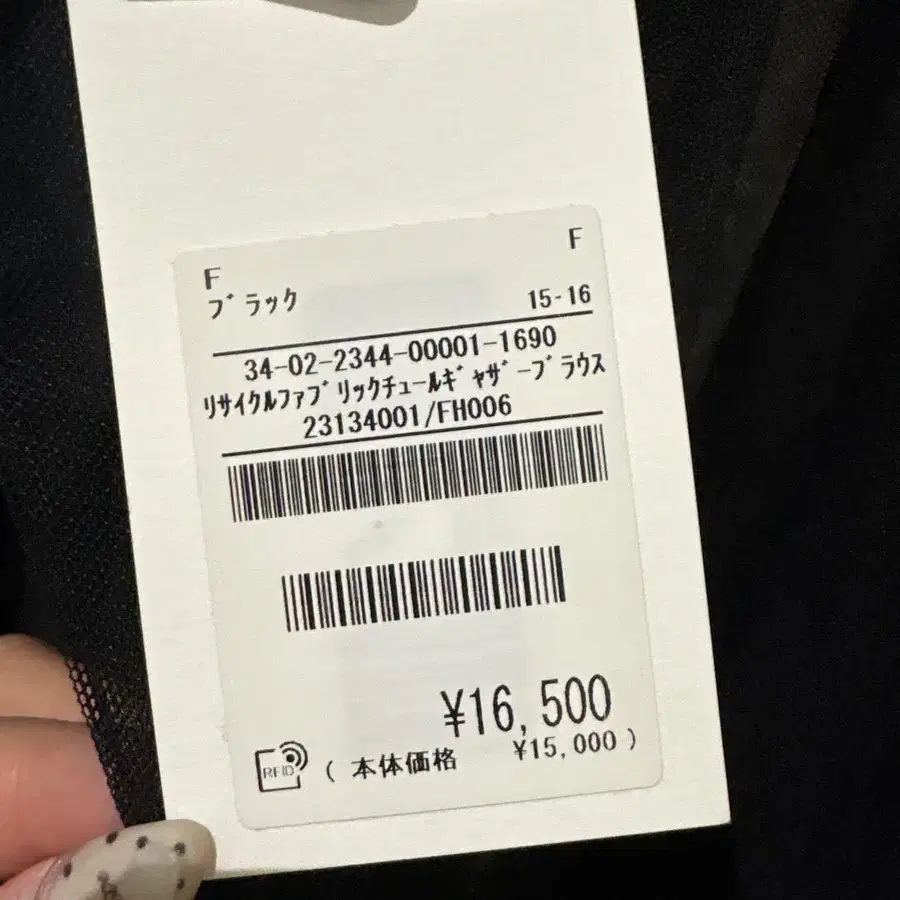 F F
ﾌﾞﾗｯｸ 15-16
34-02-2344-00001-1690
ﾘｻｲｸﾙﾌｧﾌﾞﾘｯｸﾁｭｰﾙｷﾞｬｻﾞｰﾌﾞﾗｳｽ
23134001/FH006
¥16,500
RFID (本体価格 ¥15,000)